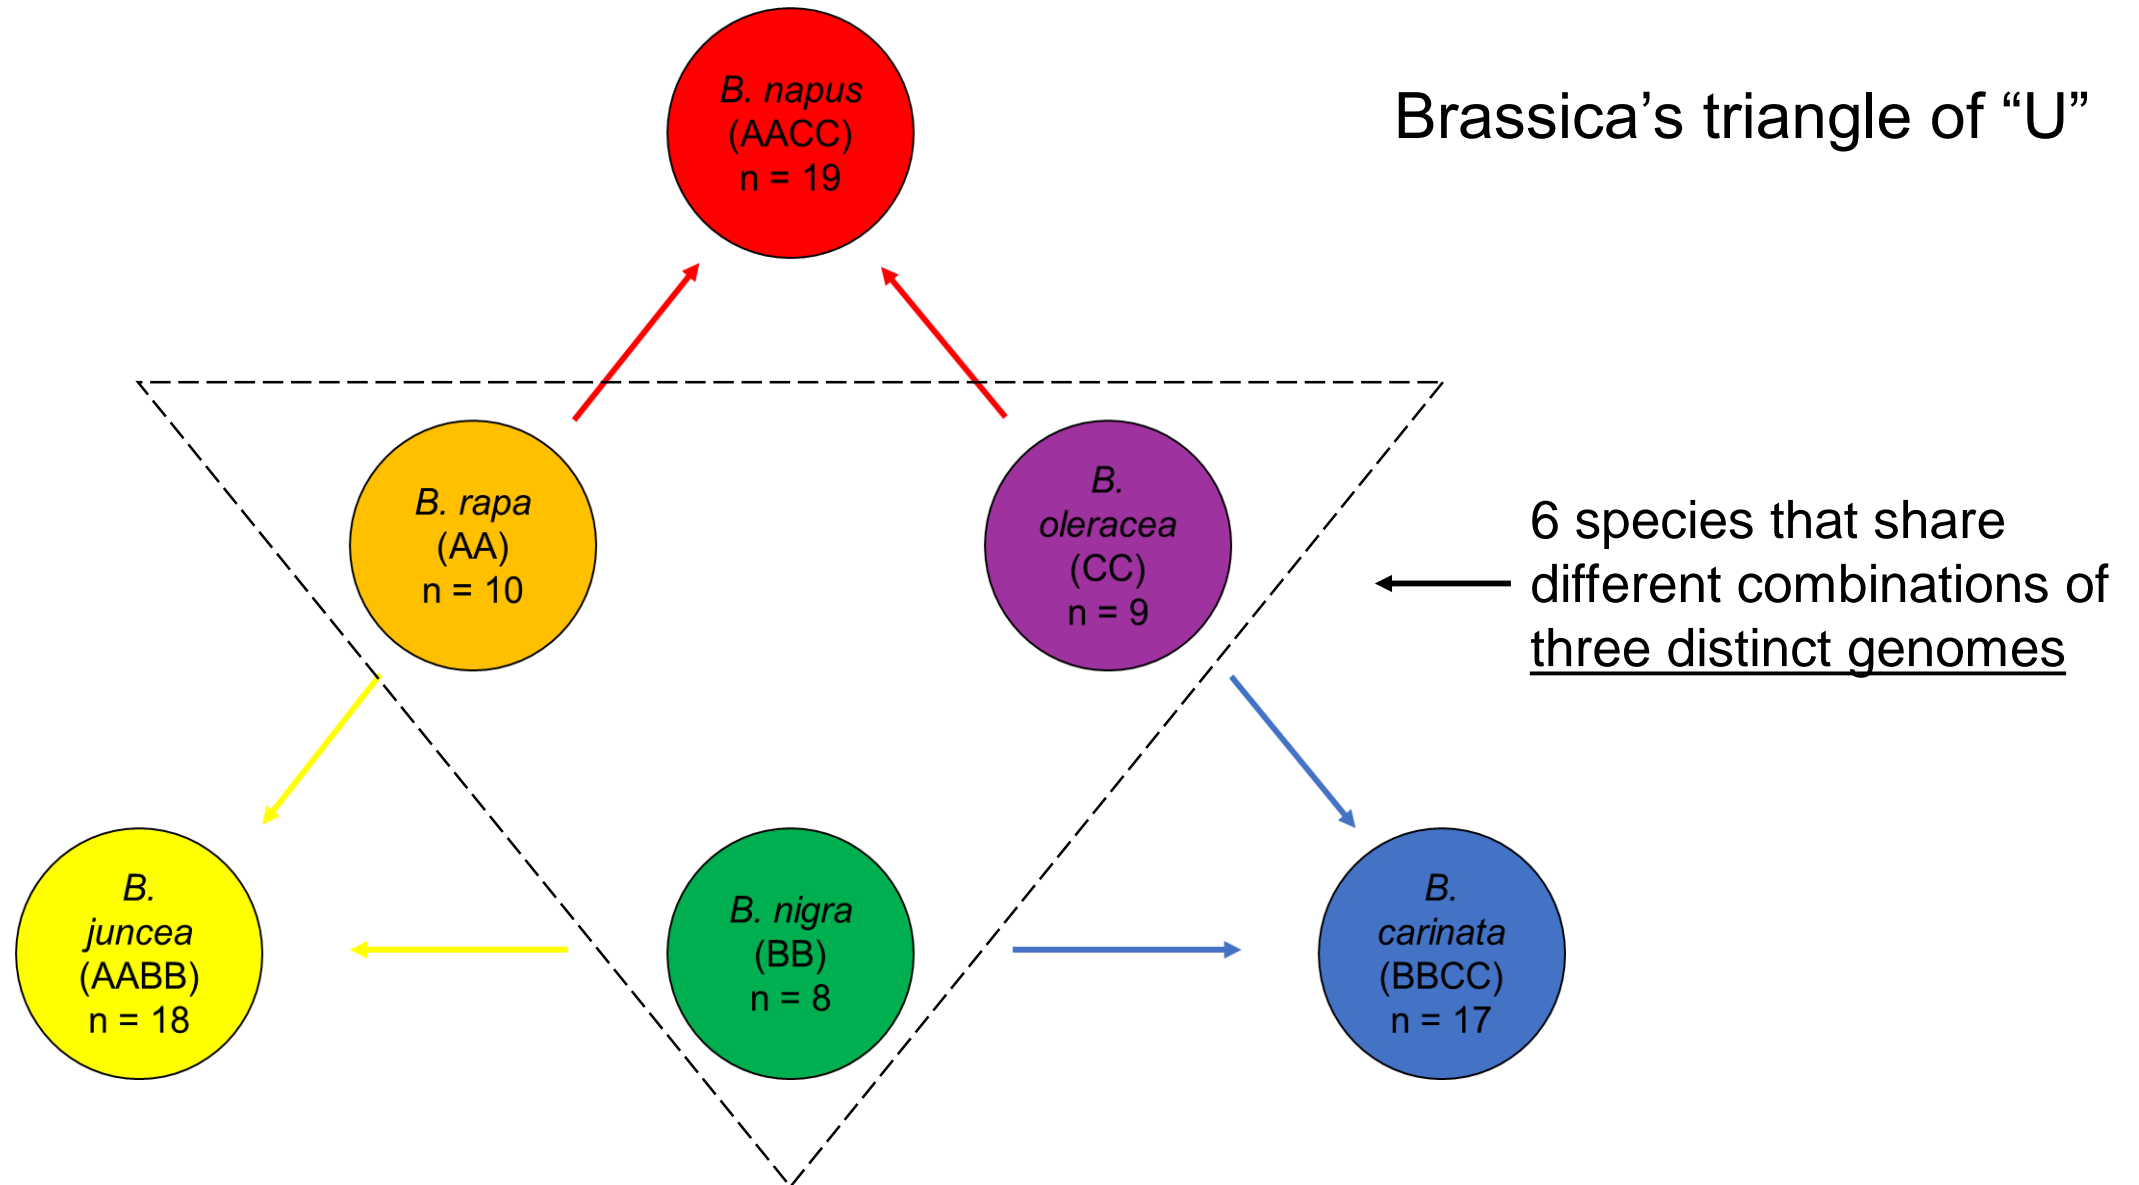 B. napus
(AACC)
n = 19
Brassica’s triangle of “U”
B. rapa
(AA)
n = 10
B.
oleracea
(CC)
n = 9
6 species that share
different combinations of
three distinct genomes
B.
juncea
(AABB)
n = 18
B. nigra
(BB)
n = 8
B.
carinata
(BBCC)
n = 17